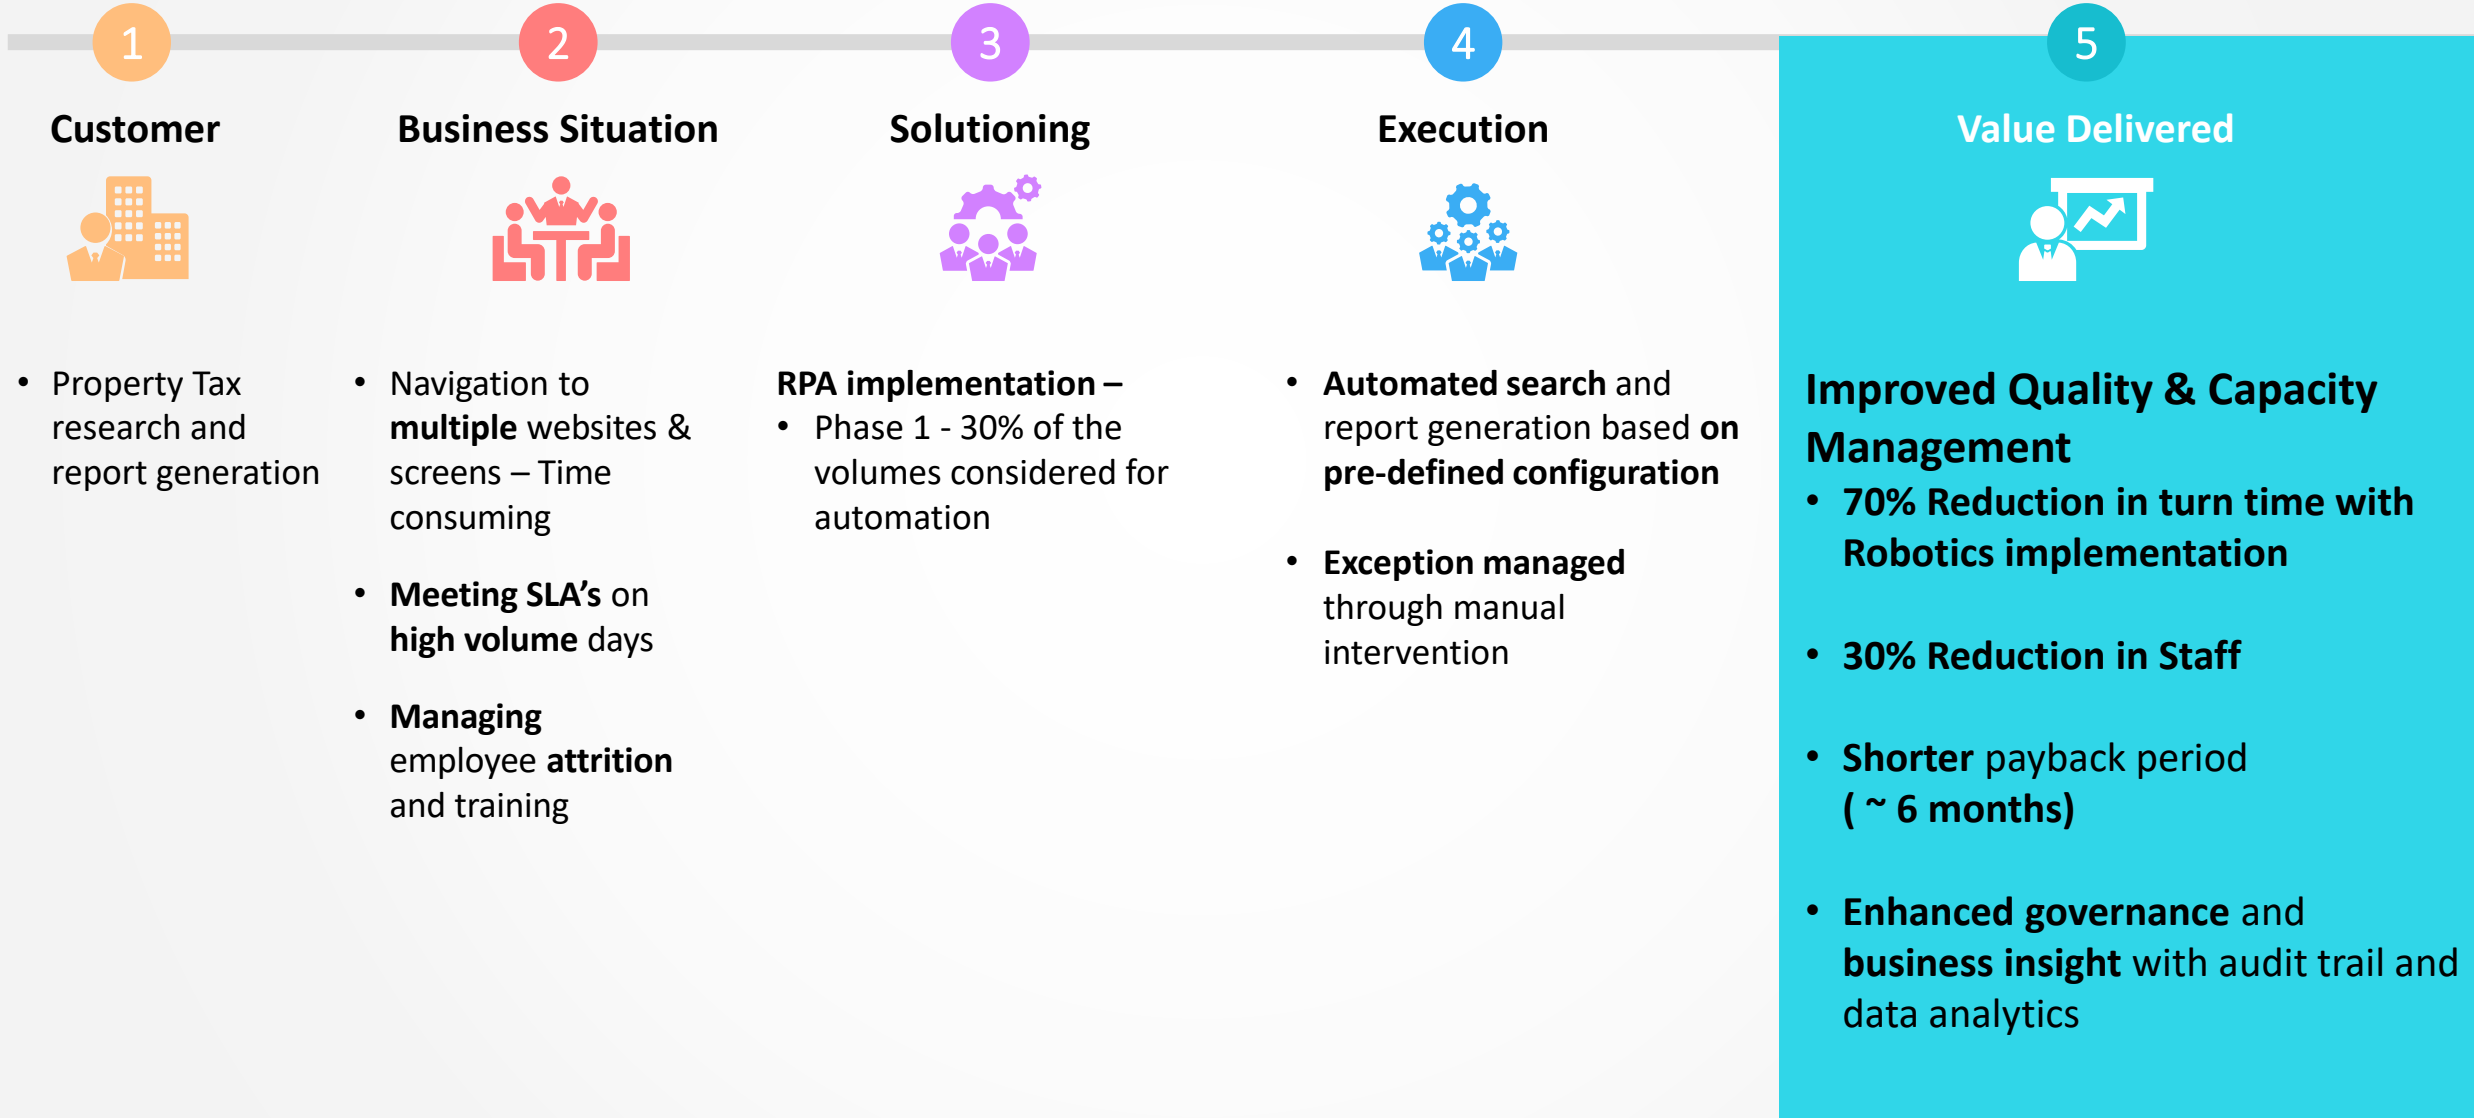 1
Customer
• Property Tax
research and
report generation
2
Business Situation
• Navigation to
multiple websites &
screens – Time
consuming
• Meeting SLA’s on
high volume days
• Managing
employee attrition
and training
3
Solutioning
RPA implementation –
• Phase 1 - 30% of the
volumes considered for
automation
4
Execution
• Automated search and
report generation based on
pre-defined configuration
• Exception managed
through manual
intervention
5
Value Delivered
Improved Quality & Capacity
Management
• 70% Reduction in turn time with
Robotics implementation
• 30% Reduction in Staff
• Shorter payback period
( ~ 6 months)
• Enhanced governance and
business insight with audit trail and
data analytics